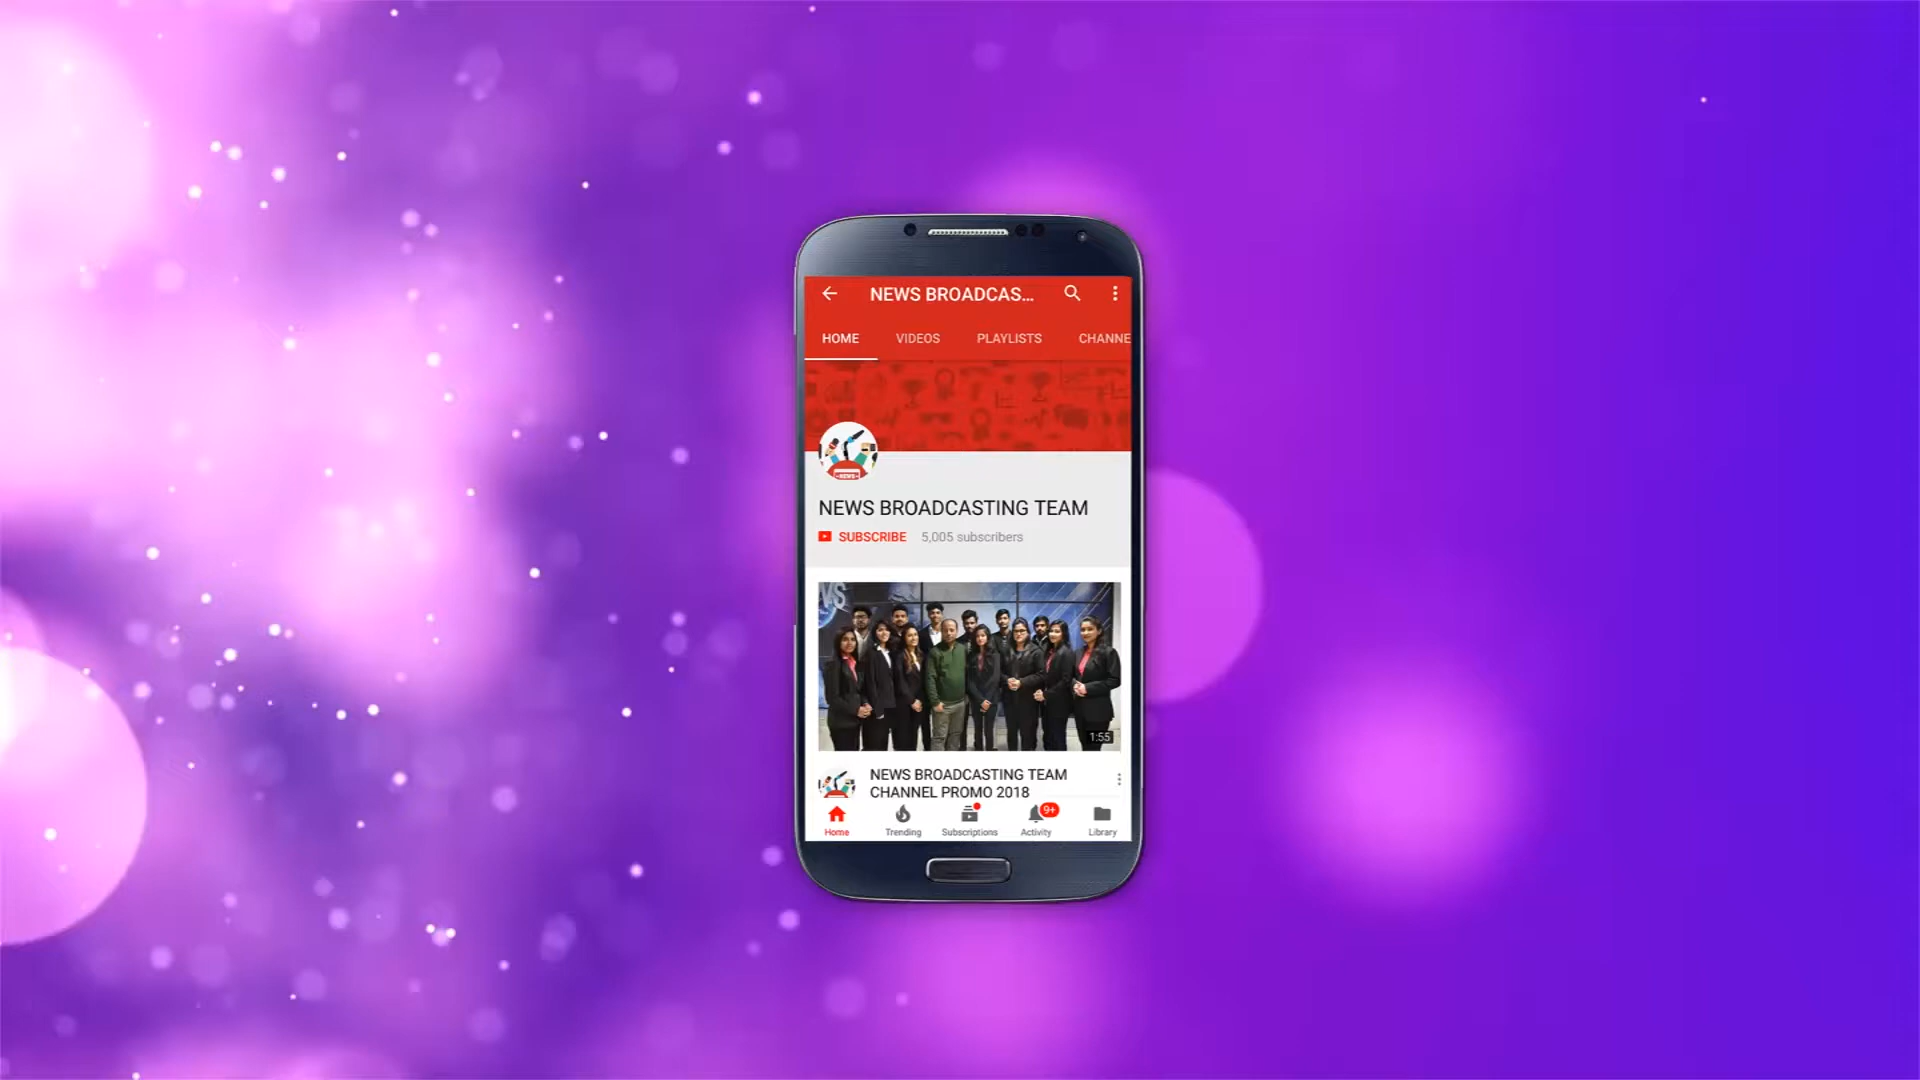 NEWS BROADCAS...
HOME VIDEOS PLAYLISTS CHANNE
NEWS
NEWS BROADCASTING TEAM
SUBSCRIBE 5,005 subscribers
1:55
NEWS BROADCASTING TEAM
CHANNEL PROMO 2018
9+
Home Trending Subscriptions Activity Library